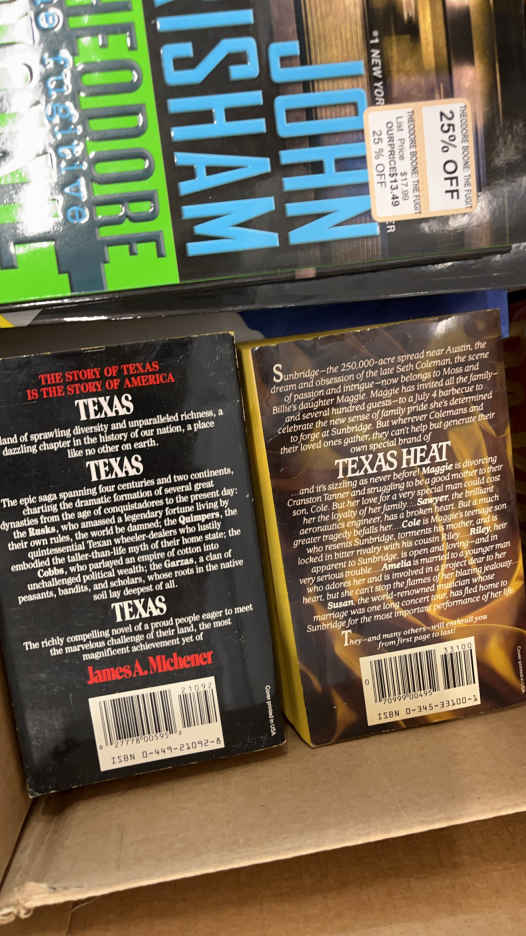 THEODORE
JOHN
#1 NEW YOR
THEODORE BOONE: THE FUGIT
25% OFF
THEODORE BOONE: THE FUGIT
List Price $17.99
OURPRICE$13.49
25 % OFF
THE STORY OF TEXAS
IS THE STORY OF AMERICA
TEXAS
land of sprawling diversity and unparalleled richness, a
dazzling chapter in the history of our nation, a place
like no other on earth.
TEXAS
The epic saga spanning four centuries and two continents,
charting the dramatic formation of several great
dynasties from the age of conquistadores to the present day:
the Rusks, who amassed a legendary fortune living by
their own rules, the world be damned; the Quimpers, the
quintessential Texan wheeler-dealers who lustily
embodied the larger-than-life myth of their home state; the
Cobbs, who parlayed an empire of cotton into
unchallenged political wealth; the Garzas, a clan of
peasants, bandits, and scholars, whose roots in the native
soil lay deepest of all.
TEXAS
The richly compelling novel of a proud people eager to meet
the marvelous challenge of their land, the most
magnificent achievement yet of
James A. Michener
21092
ISBN 0-449-21092-8
Cover printed in USA
Sunbridge—the 250,000-acre spread near Austin, the
dream and obsession of the late Seth Coleman, the scene
of passion and intrigue—now belongs to Moss and
Billie's daughter Maggie. Maggie has invited all the family—
and several hundred guests—to a July 4 barbecue to
celebrate the new sense of family pride she's determined
to forge at Sunbridge. But wherever Colemans and
their loved ones gather, they can't help but generate their
own special brand of
TEXAS HEAT
...and it's sizzling as never before! Maggie is divorcing
Cranston Tanner and struggling to be a good mother to their
son, Cole. But her love for a very special man could cost
her the loyalty of her family. Sawyer, the brilliant
aeronautics engineer, has a broken heart. But a much
greater tragedy befalls her... Cole is Maggie's teenage son
who resents Sunbridge, torments his mother, and is
locked in bitter rivalry with his cousin Riley... Riley, heir
apparent to Sunbridge, is open and loving—and in
very serious trouble... Amelia is married to a younger man
who adores her and is involved in a project dear to her
heart, but she can't stop the flames of her blazing jealousy...
Susan, the world-renowned musician whose
marriage was one long concert tour, has fled home to
Sunbridge for the most important performance of her life.
They—and many others—will enthrall you
from first page to last!
33100
0
70999 00495
ISBN 0-345-33100-1